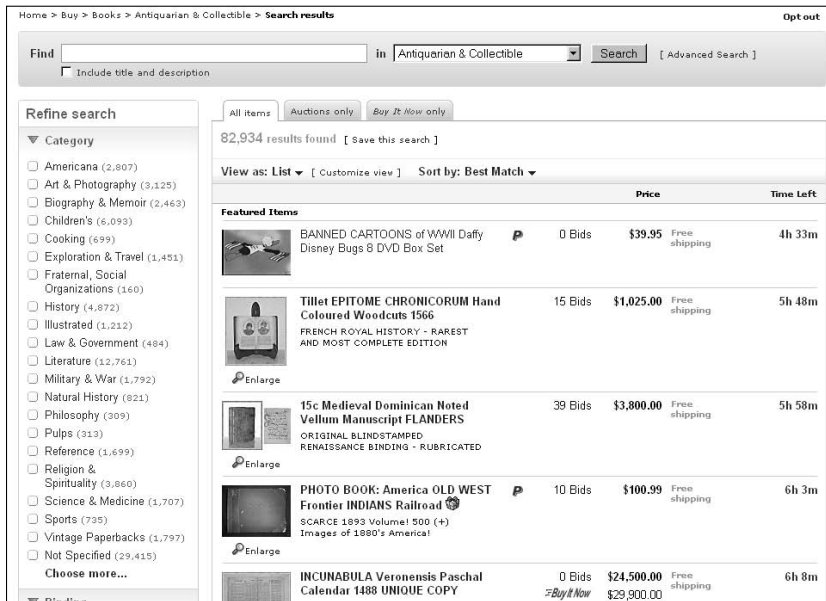 Home > Buy > Books > Antiquarian & Collectible > Search results
Opt out
Find
in Antiquarian & Collectible
Search
[ Advanced Search ]
Include title and description
Refine search
Category
Americana (2,807)
Art & Photography (3,125)
Biography & Memoir (2,463)
Children's (6,093)
Cooking (699)
Exploration & Travel (1,451)
Fraternal, Social
Organizations (160)
History (4,872)
Illustrated (1,212)
Law & Government (484)
Literature (12,761)
Military & War (1,792)
Natural History (821)
Philosophy (309)
Pulps (313)
Reference (1,699)
Religion &
Spirituality (3,860)
Science & Medicine (1,707)
Sports (735)
Vintage Paperbacks (1,797)
Not Specified (29,415)
Choose more...
Binding
All items
Auctions only
Buy It Now only
82,934 results found [ Save this search ]
View as: List [ Customize view ] Sort by: Best Match
Price
Time Left
Featured Items
BANNED CARTOONS of WWII Daffy
Disney Bugs 8 DVD Box Set
P
0 Bids
$39.95
Free
shipping
4h 33m
Tillet EPITOME CHRONICORUM Hand
Coloured Woodcuts 1566
FRENCH ROYAL HISTORY - RAREST
AND MOST COMPLETE EDITION
Enlarge
15 Bids
$1,025.00
Free
shipping
5h 48m
15c Medieval Dominican Noted
Vellum Manuscript FLANDERS
ORIGINAL BLINDSTAMPED
RENAISSANCE BINDING - RUBRICATED
Enlarge
39 Bids
$3,800.00
Free
shipping
5h 58m
PHOTO BOOK: America OLD WEST
Frontier INDIANS Railroad
SCARCE 1893 Volume! 500 (+)
Images of 1880's America!
Enlarge
P
10 Bids
$100.99
Free
shipping
6h 3m
INCUNABULA Veronensis Paschal
Calendar 1488 UNIQUE COPY
0 Bids
Buy It Now
$24,500.00
$29,900.00
Free
shipping
6h 8m